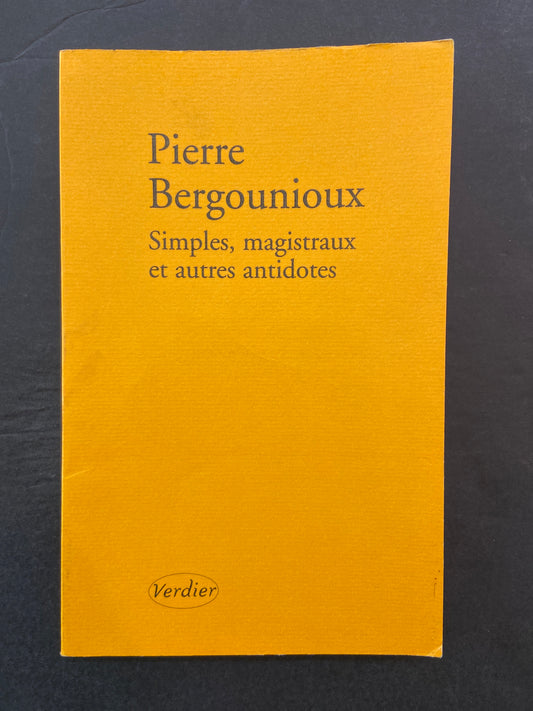 Pierre
Bergounioux
Simples, magistraux
et autres antidotes
Verdier